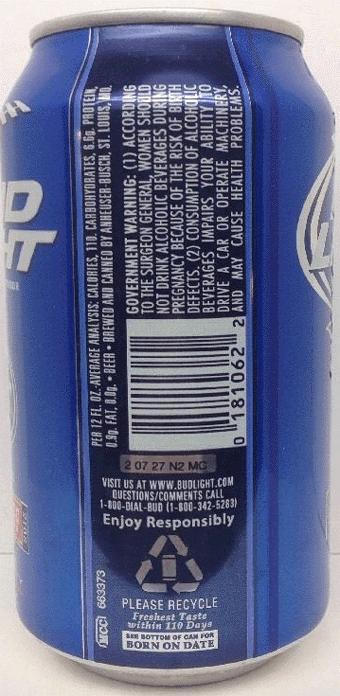 PER 12 FL. OZ.-AVERAGE ANALYSIS: CALORIES, 110. CARBOHYDRATES, 6.6g. PROTEIN,
0.9g. FAT, 0.0g. • BEER • BREWED AND CANNED BY ANHEUSER-BUSCH, ST. LOUIS, MO.
GOVERNMENT WARNING: (1) ACCORDING
TO THE SURGEON GENERAL, WOMEN SHOULD
NOT DRINK ALCOHOLIC BEVERAGES DURING
PREGNANCY BECAUSE OF THE RISK OF BIRTH
DEFECTS. (2) CONSUMPTION OF ALCOHOLIC
BEVERAGES IMPAIRS YOUR ABILITY TO
DRIVE A CAR OR OPERATE MACHINERY,
AND MAY CAUSE HEALTH PROBLEMS.
0 181062 2
2 07 27 N2 MC
VISIT US AT WWW.BUDLIGHT.COM
QUESTIONS/COMMENTS CALL
1-800-DIAL-BUD (1-800-342-5283)
Enjoy Responsibly
MCC 663373
PLEASE RECYCLE
Freshest Taste
within 110 Days
SEE BOTTOM OF CAN FOR
BORN ON DATE